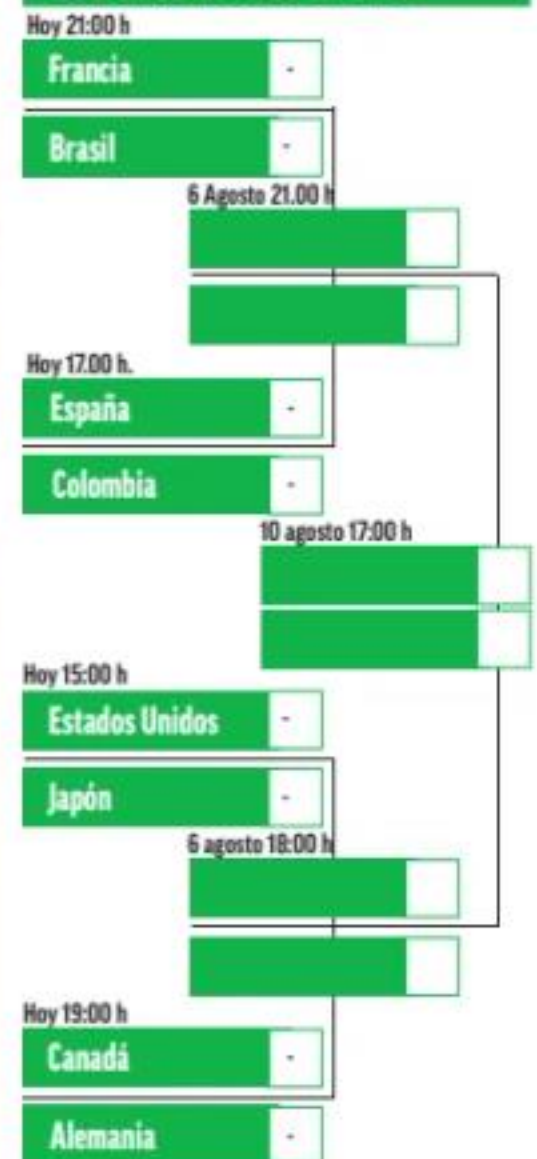 Hoy 21:00 h
Francia -
Brasil -
6 Agosto 21.00 h
Hoy 17.00 h.
España -
Colombia -
10 agosto 17:00 h
Hoy 15:00 h
Estados Unidos -
Japón -
6 agosto 18:00 h
Hoy 19:00 h
Canadá -
Alemania -